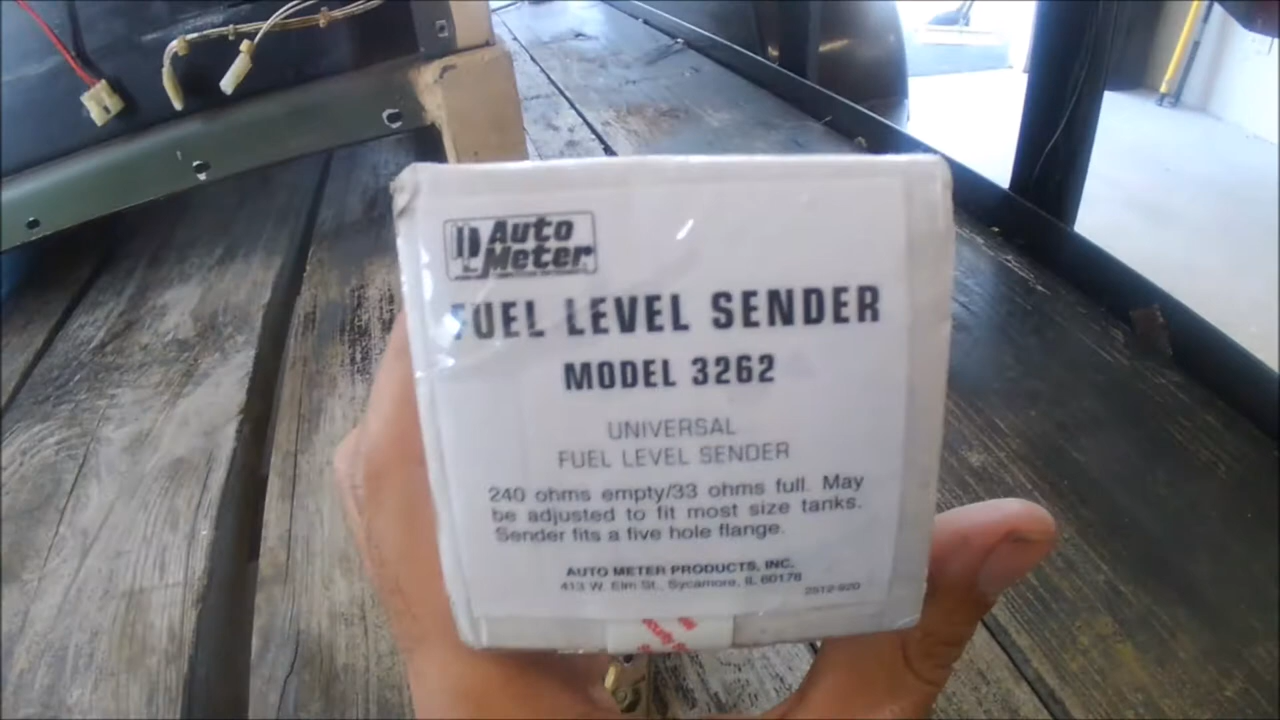 Auto
Meter
FUEL LEVEL SENDER
MODEL 3262
UNIVERSAL
FUEL LEVEL SENDER
240 ohms empty/33 ohms full. May
be adjusted to fit most size tanks.
Sender fits a five hole flange.
AUTO METER PRODUCTS, INC.
413 W. Elm St., Sycamore, IL 60178